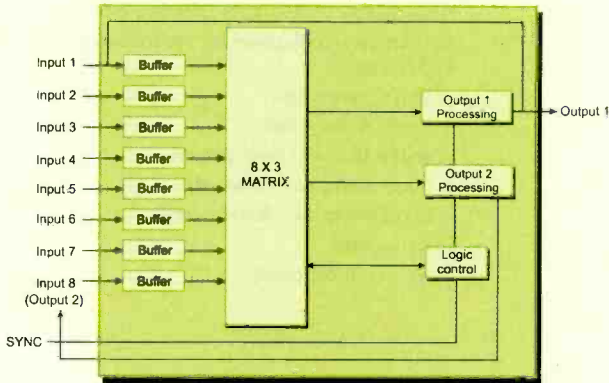 Input 1
Buffer
Input 2
Buffer
Input 3
Buffer
Input 4
Buffer
Input 5
Buffer
Input 6
Buffer
Input 7
Buffer
Input 8
(Output 2)
Buffer
SYNC
8 X 3
MATRIX
Output 1
Processing
Output 1
Output 2
Processing
Logic
control